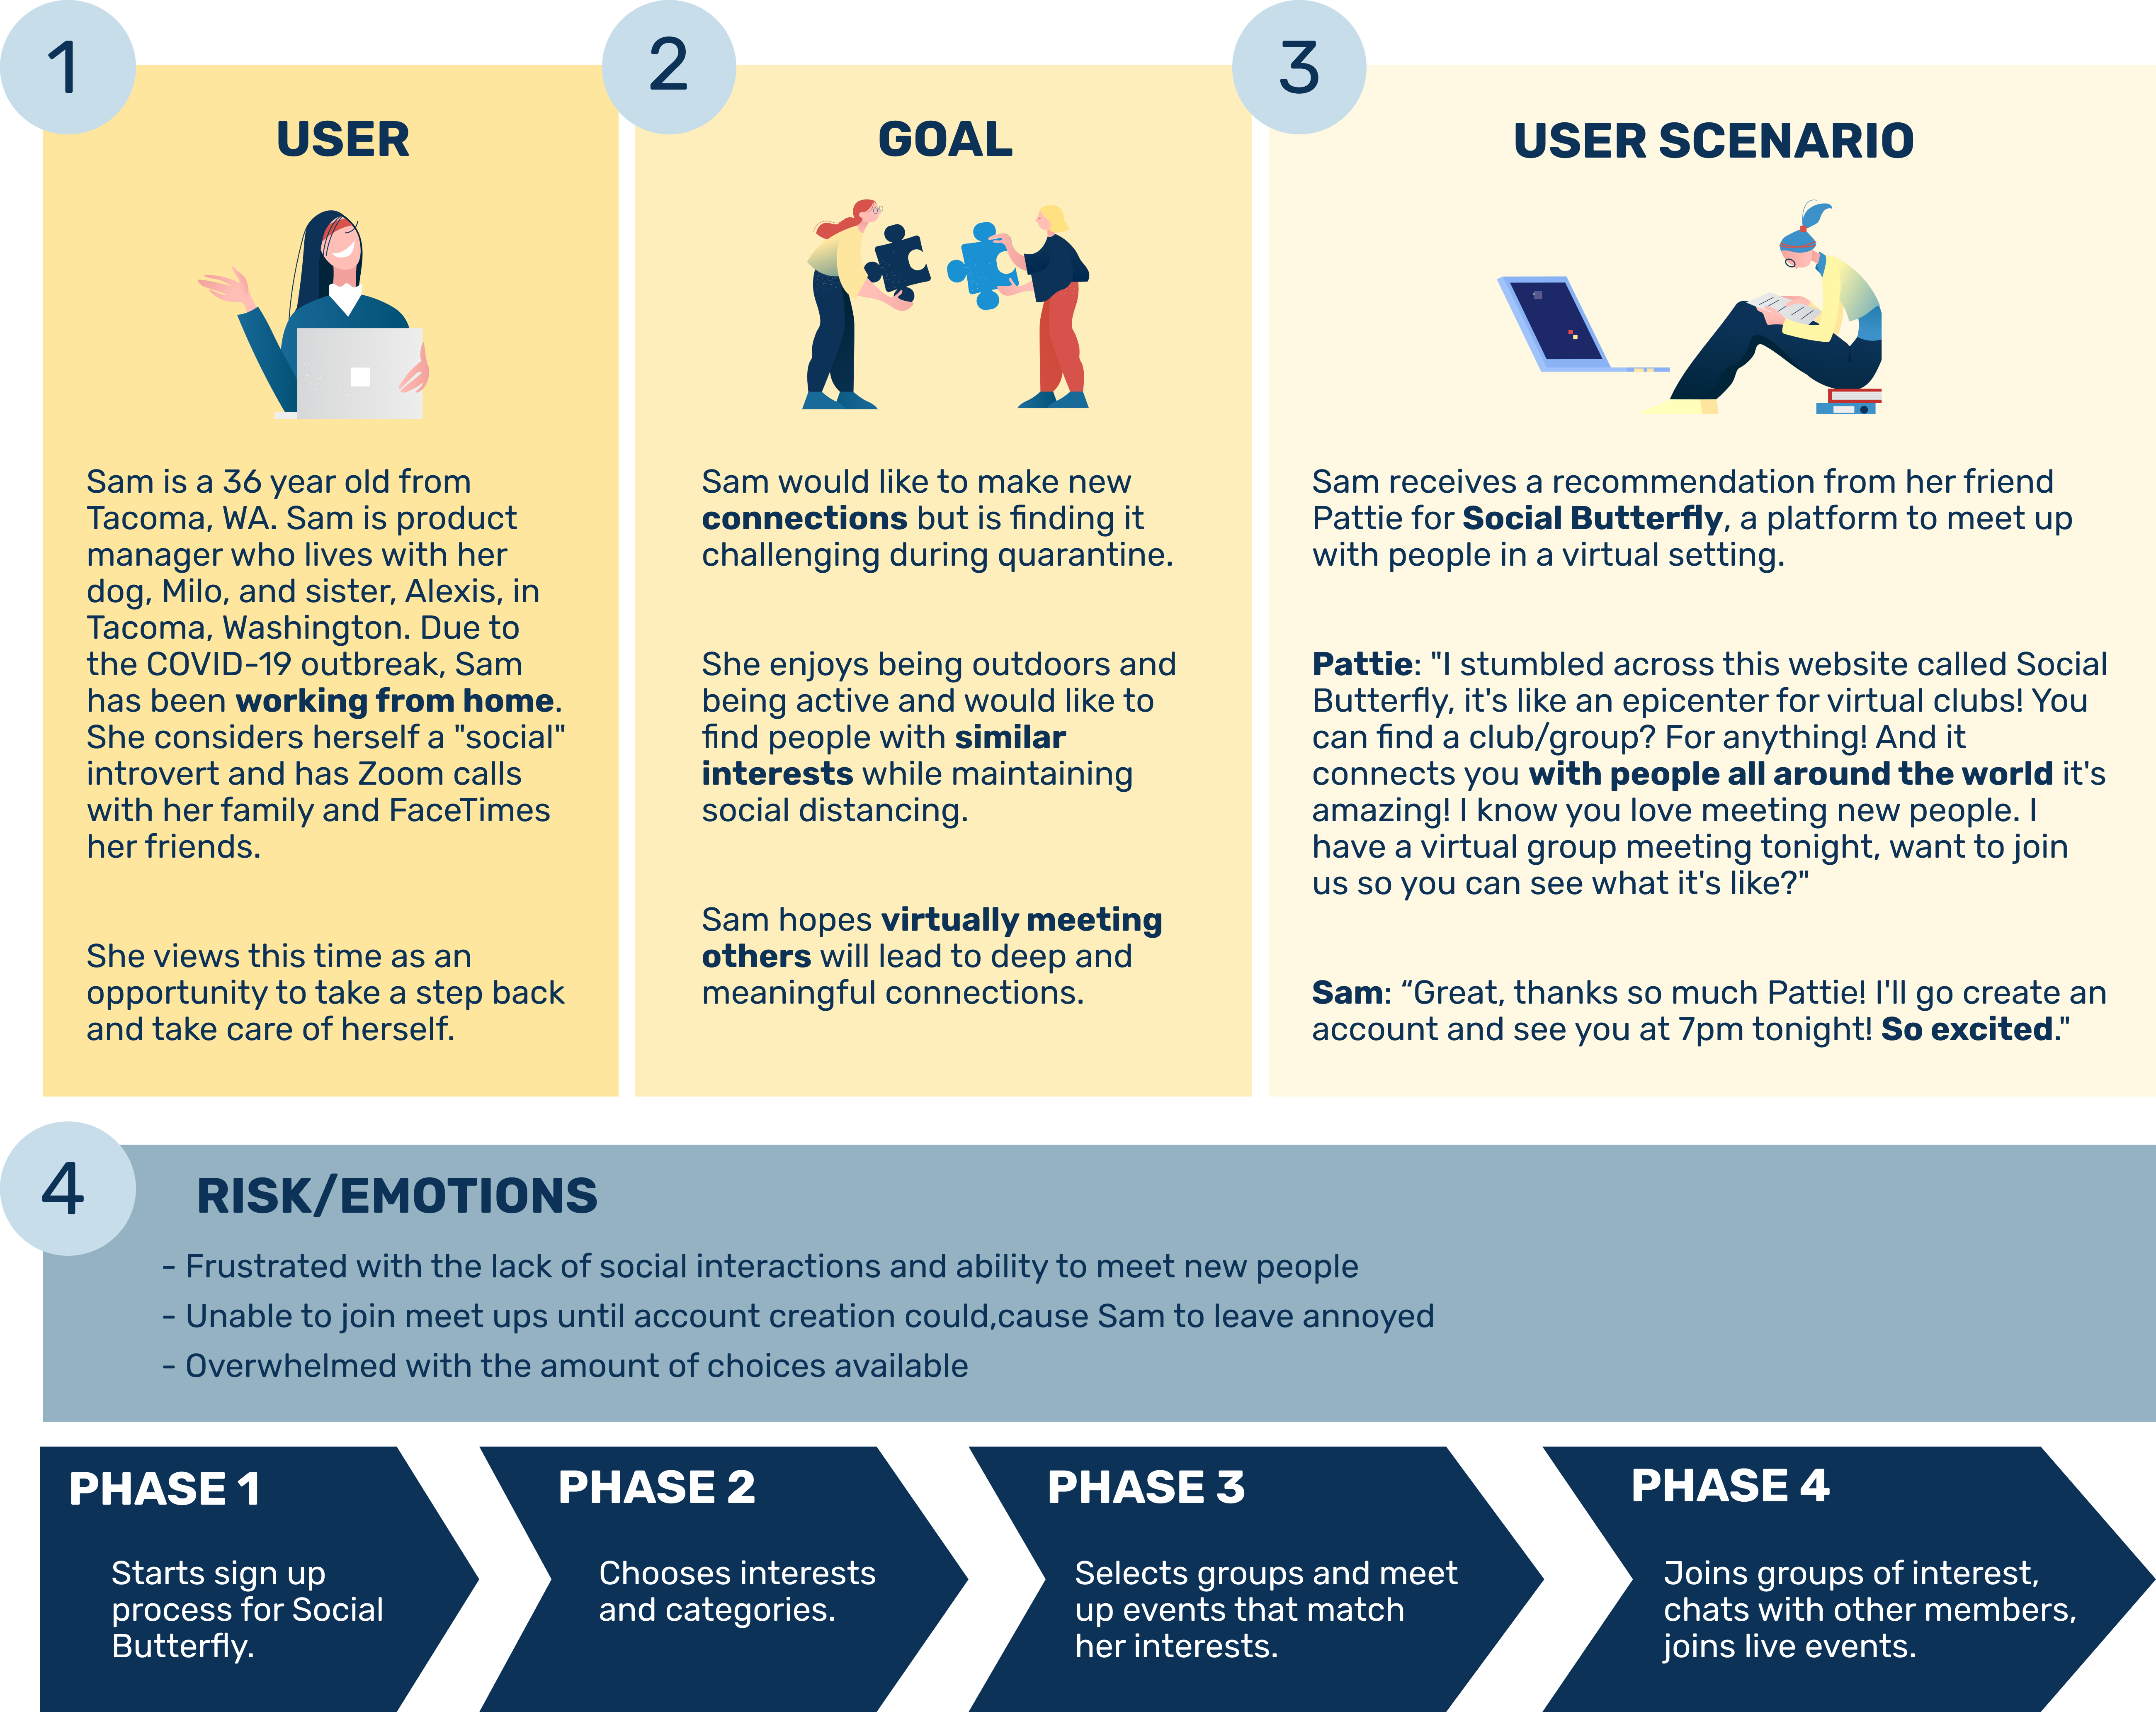 1
USER
Sam is a 36 year old from
Tacoma, WA. Sam is product
manager who lives with her
dog, Milo, and sister, Alexis, in
Tacoma, Washington. Due to
the COVID-19 outbreak, Sam
has been working from home.
She considers herself a "social"
introvert and has Zoom calls
with her family and FaceTimes
her friends.
She views this time as an
opportunity to take a step back
and take care of herself.
2
GOAL
Sam would like to make new
connections but is finding it
challenging during quarantine.
She enjoys being outdoors and
being active and would like to
find people with similar
interests while maintaining
social distancing.
Sam hopes virtually meeting
others will lead to deep and
meaningful connections.
3
USER SCENARIO
Sam receives a recommendation from her friend
Pattie for Social Butterfly, a platform to meet up
with people in a virtual setting.
Pattie: "I stumbled across this website called Social
Butterfly, it's like an epicenter for virtual clubs! You
can find a club/group? For anything! And it
connects you with people all around the world it's
amazing! I know you love meeting new people. I
have a virtual group meeting tonight, want to join
us so you can see what it's like?"
Sam: “Great, thanks so much Pattie! I'll go create an
account and see you at 7pm tonight! So excited."
4
RISK/EMOTIONS
- Frustrated with the lack of social interactions and ability to meet new people
- Unable to join meet ups until account creation could,cause Sam to leave annoyed
- Overwhelmed with the amount of choices available
PHASE 1
Starts sign up
process for Social
Butterfly.
PHASE 2
Chooses interests
and categories.
PHASE 3
Selects groups and meet
up events that match
her interests.
PHASE 4
Joins groups of interest,
chats with other members,
joins live events.